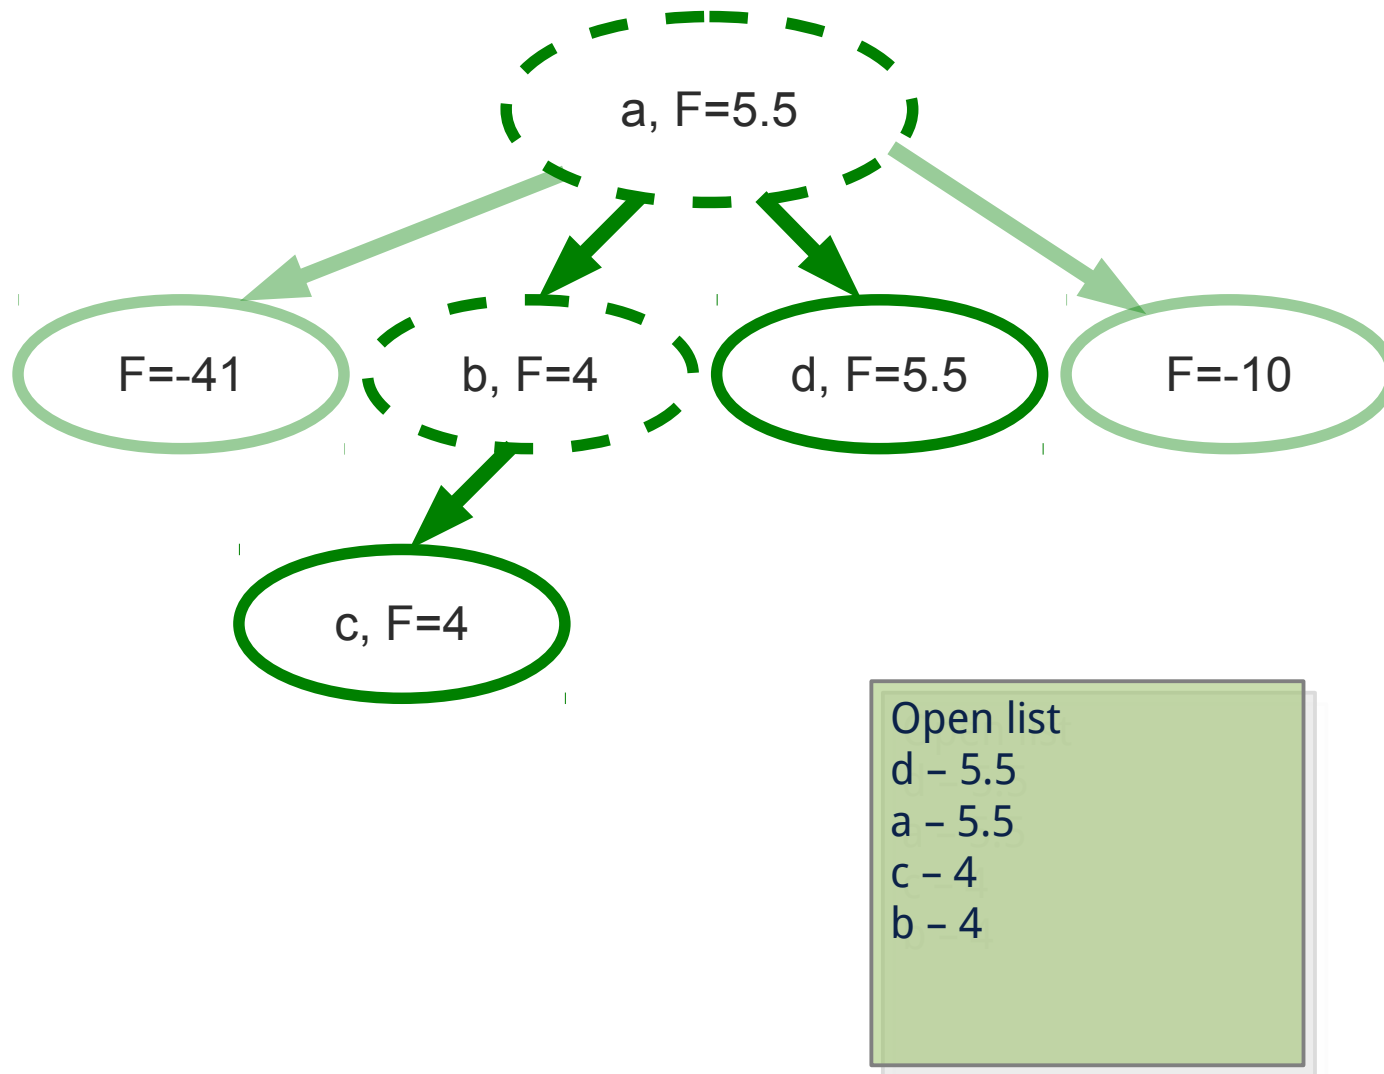 a, F=5.5
F=-41
b, F=4
d, F=5.5
F=-10
c, F=4
Open list
d – 5.5
a – 5.5
c – 4
b – 4